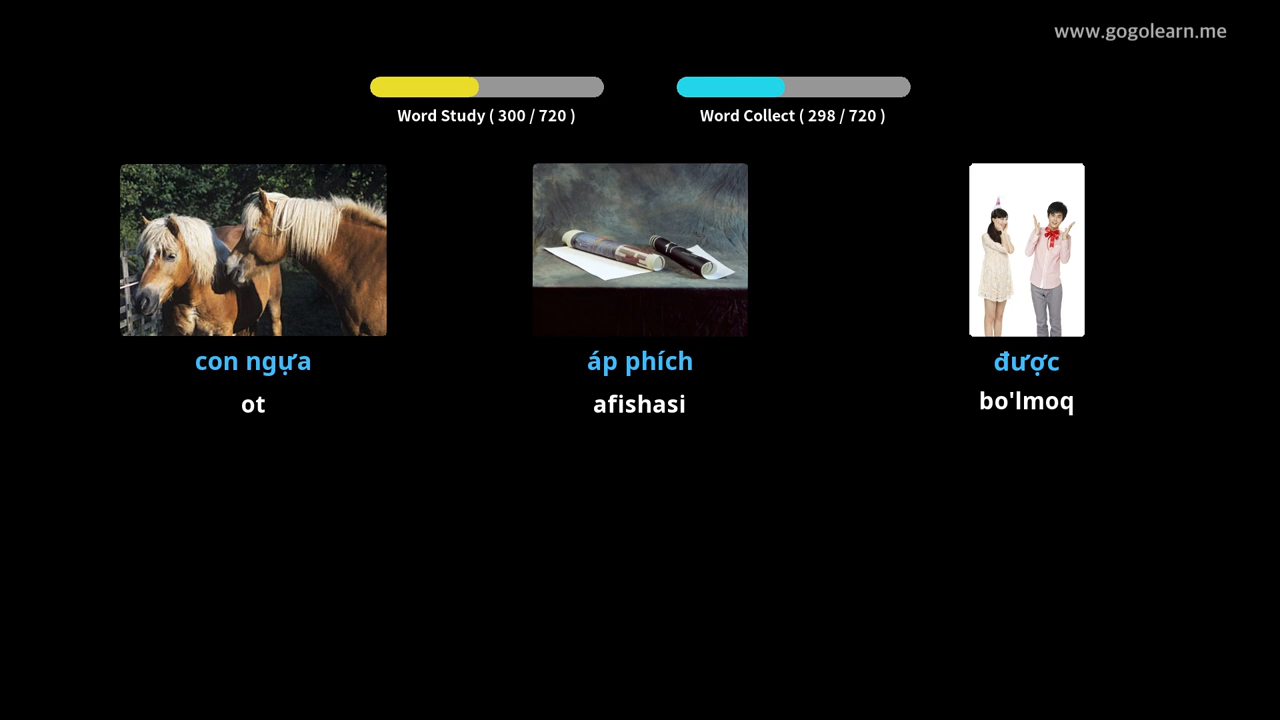 www.gogolearn.me
Word Study ( 300 / 720 )
Word Collect ( 298 / 720 )
con ngựa
áp phích
được
ot
afishasi
bo'lmoq